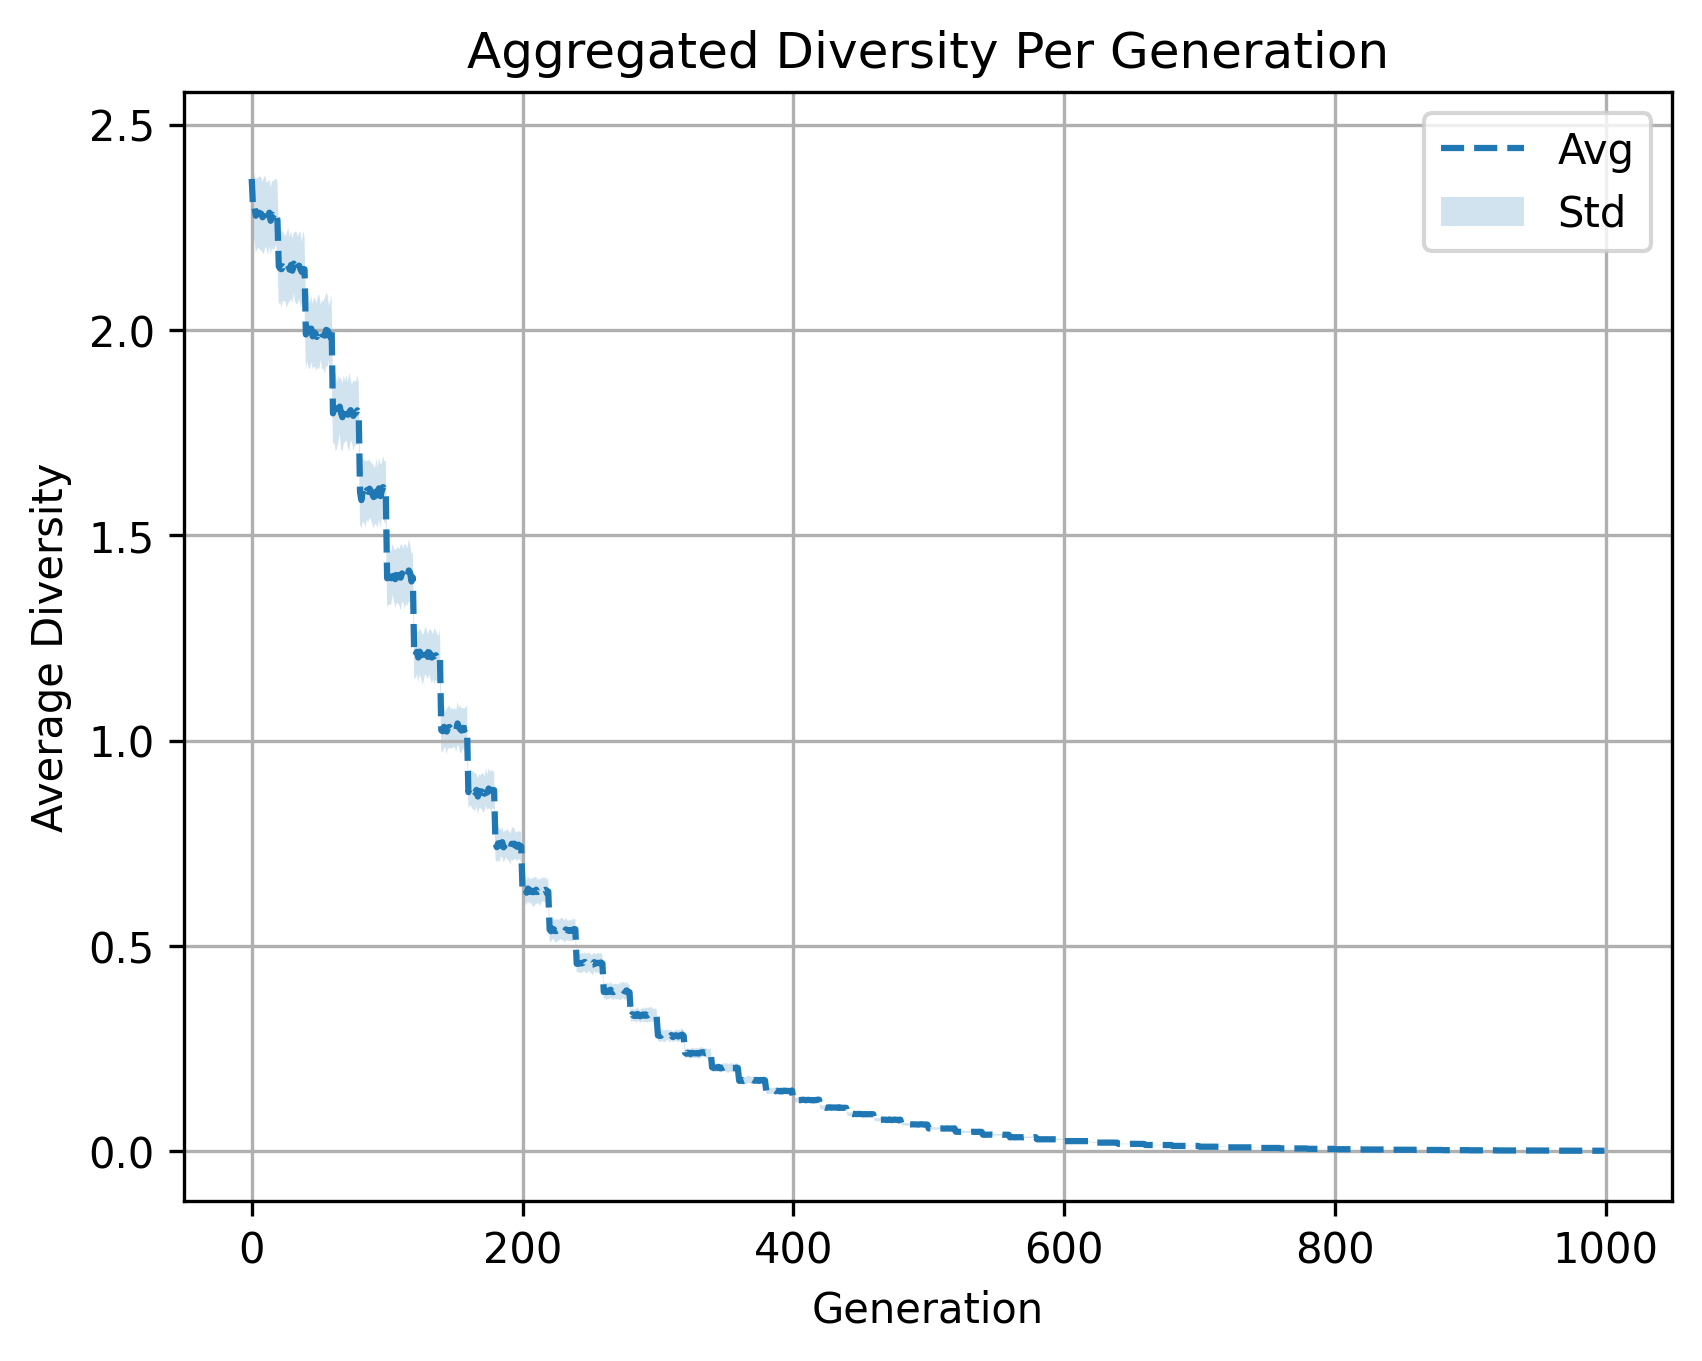 Aggregated Diversity Per Generation
2.5
2.0
1.5
1.0
0.5
0.0
Average Diversity
Avg
Std
0 200 400 600 800 1000
Generation